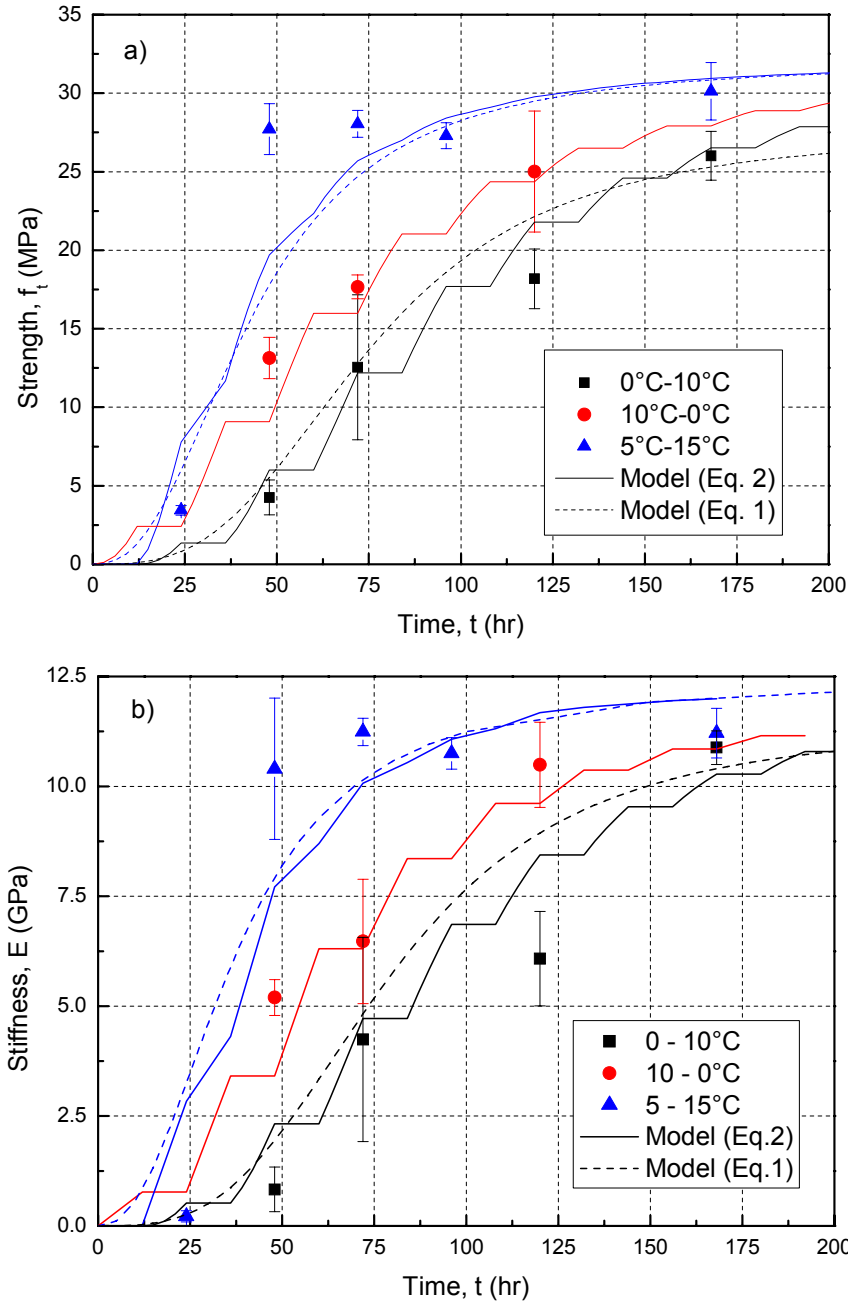 a)
35
30
25
20
15
10
5
0
Strength, f_t (MPa)
0°C-10°C
10°C-0°C
5°C-15°C
Model (Eq. 2)
Model (Eq. 1)
0 25 50 75 100 125 150 175 200
Time, t (hr)
b)
12.5
10.0
7.5
5.0
2.5
0.0
Stiffness, E (GPa)
0 - 10°C
10 - 0°C
5 - 15°C
Model (Eq.2)
Model (Eq.1)
0 25 50 75 100 125 150 175 200
Time, t (hr)